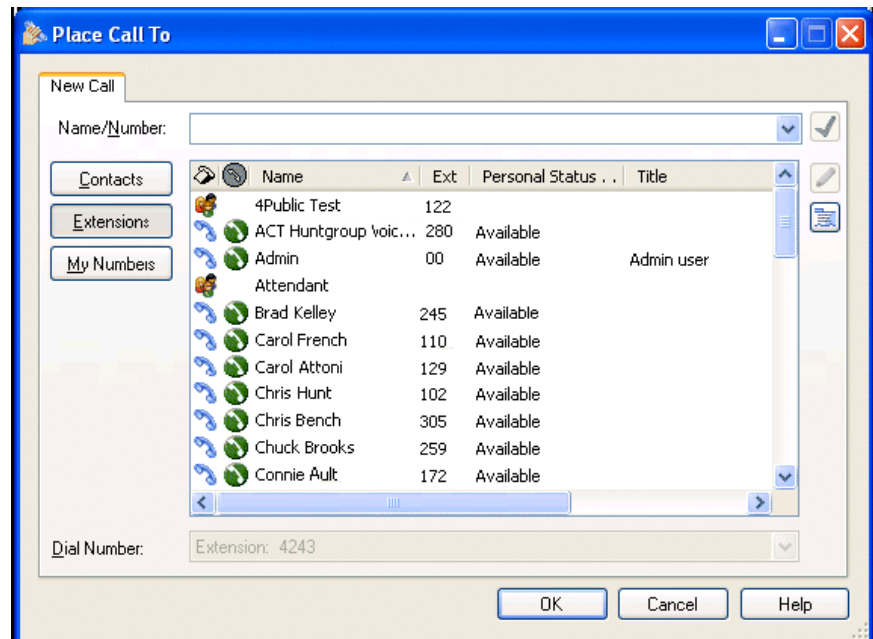 Place Call To
New Call
Name/Number:
Contacts
Extensions
My Numbers
Name Ext Personal Status . . Title
4Public Test 122
ACT Huntgroup Voic... 280 Available
Admin 00 Available Admin user
Attendant
Brad Kelley 245 Available
Carol French 110 Available
Carol Attoni 129 Available
Chris Hunt 102 Available
Chris Bench 305 Available
Chuck Brooks 259 Available
Connie Ault 172 Available
Dial Number: Extension: 4243
OK Cancel Help